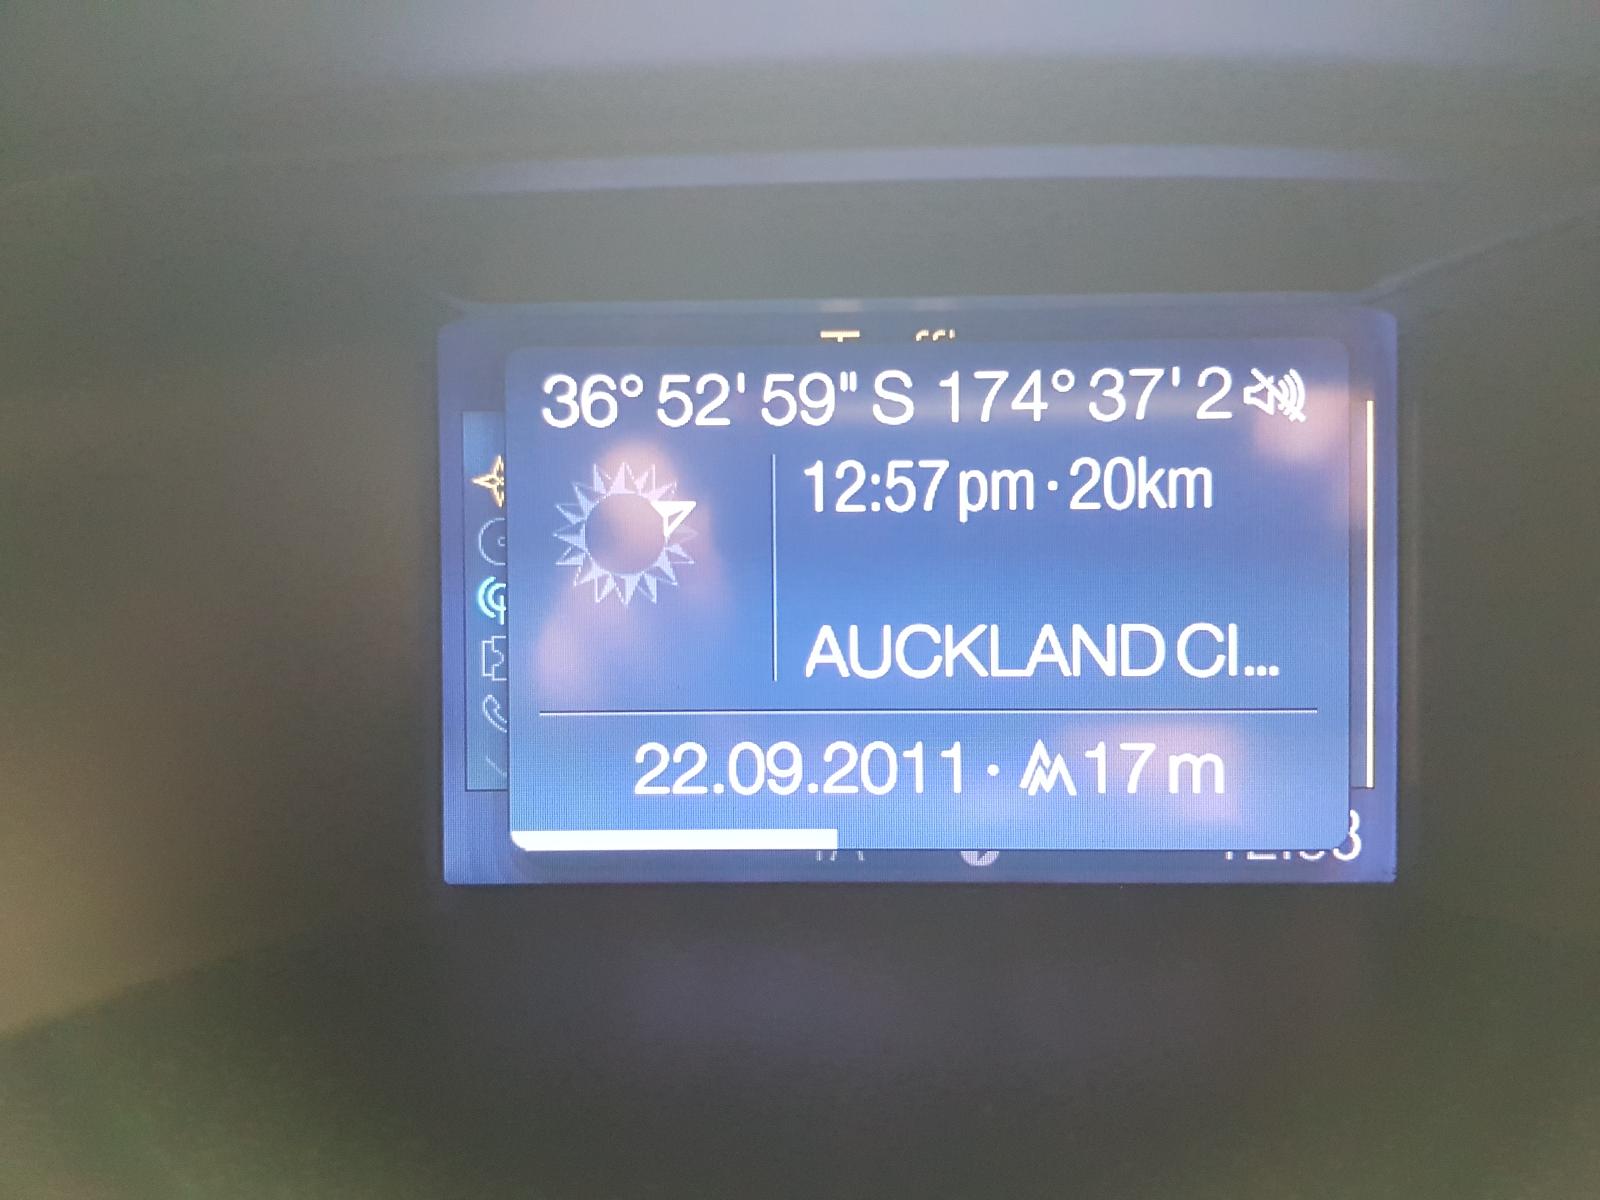 36° 52' 59" S 174° 37' 2
12:57 pm · 20km
AUCKLAND CI...
22.09.2011 · 17 m